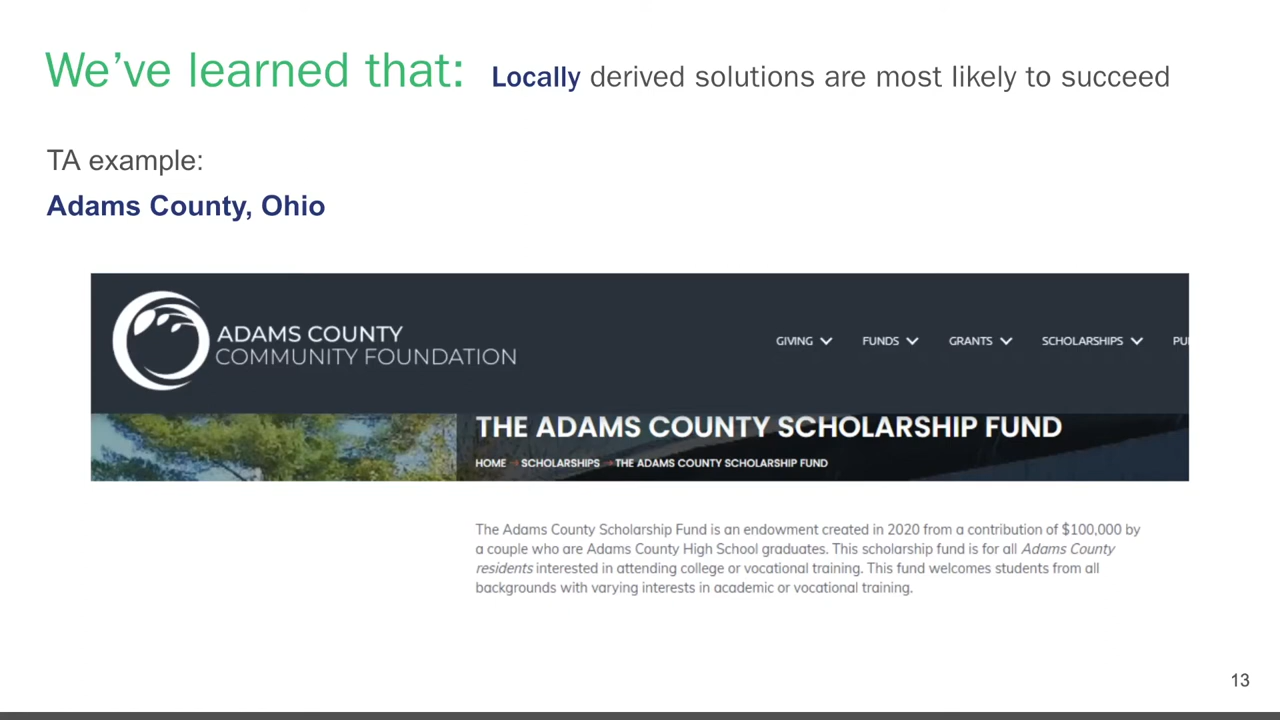 We've learned that: Locally derived solutions are most likely to succeed
TA example:
Adams County, Ohio
ADAMS COUNTY
COMMUNITY FOUNDATION
GIVING FUNDS GRANTS SCHOLARSHIPS PU
THE ADAMS COUNTY SCHOLARSHIP FUND
HOME SCHOLARSHIPS THE ADAMS COUNTY SCHOLARSHIP FUND
The Adams County Scholarship Fund is an endowment created in 2020 from a contribution of $100,000 by
a couple who are Adams County High School graduates. This scholarship fund is for all Adams County
residents interested in attending college or vocational training. This fund welcomes students from all
backgrounds with varying interests in academic or vocational training.
13